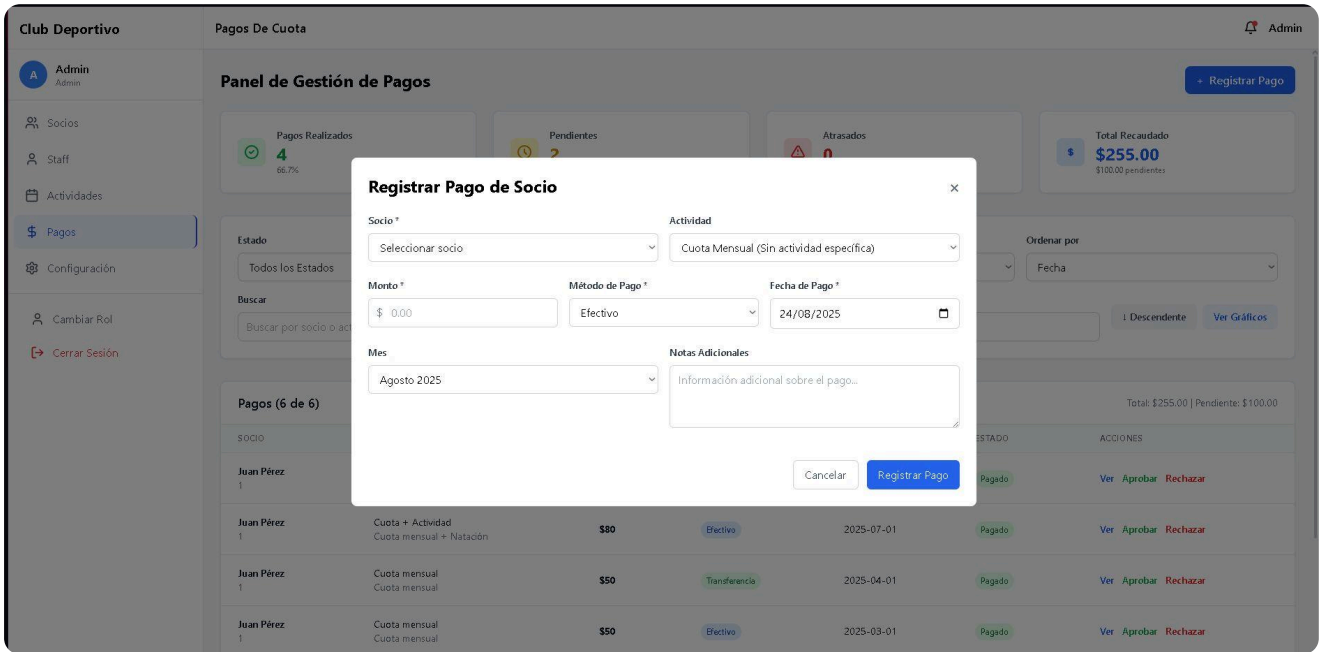 Club Deportivo
Pagos De Cuota
Admin
A
Admin
Admin
Socios
Staff
Actividades
Pagos
Configuración
Cambiar Rol
Cerrar Sesión
Panel de Gestión de Pagos
+ Registrar Pago
Pagos Realizados
4
66.7%
Pendientes
2
Atrasados
0
$
Total Recaudado
$255.00
$100.00 pendientes
Estado
Todos los Estados
Ordenar por
Fecha
Buscar
Buscar por socio o act
↓ Descendente
Ver Gráficos
Pagos (6 de 6)
Total: $255.00 | Pendiente: $100.00
SOCIO
ESTADO
ACCIONES
Juan Pérez
1
Pagado
Ver Aprobar Rechazar
Juan Pérez
1
Cuota + Actividad
Cuota mensual + Natación
$80
Efectivo
2025-07-01
Pagado
Ver Aprobar Rechazar
Juan Pérez
1
Cuota mensual
Cuota mensual
$50
Transferencia
2025-04-01
Pagado
Ver Aprobar Rechazar
Juan Pérez
1
Cuota mensual
Cuota mensual
$50
Efectivo
2025-03-01
Pagado
Ver Aprobar Rechazar
Registrar Pago de Socio
×
Socio *
Seleccionar socio
Actividad
Cuota Mensual (Sin actividad específica)
Monto *
$ 0.00
Método de Pago *
Efectivo
Fecha de Pago *
24/08/2025
Mes
Agosto 2025
Notas Adicionales
Información adicional sobre el pago...
Cancelar
Registrar Pago